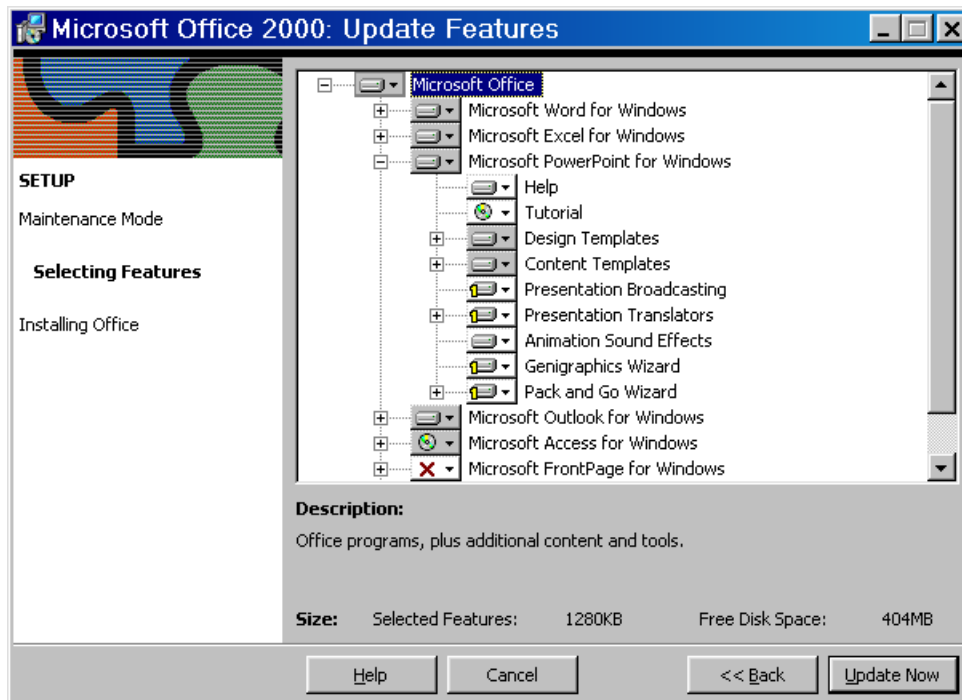 Microsoft Office 2000: Update Features
SETUP
Maintenance Mode
Selecting Features
Installing Office
Microsoft Office
Microsoft Word for Windows
Microsoft Excel for Windows
Microsoft PowerPoint for Windows
Help
Tutorial
Design Templates
Content Templates
Presentation Broadcasting
Presentation Translators
Animation Sound Effects
Genigraphics Wizard
Pack and Go Wizard
Microsoft Outlook for Windows
Microsoft Access for Windows
Microsoft FrontPage for Windows
Description:
Office programs, plus additional content and tools.
Size: Selected Features: 1280KB Free Disk Space: 404MB
Help Cancel << Back Update Now